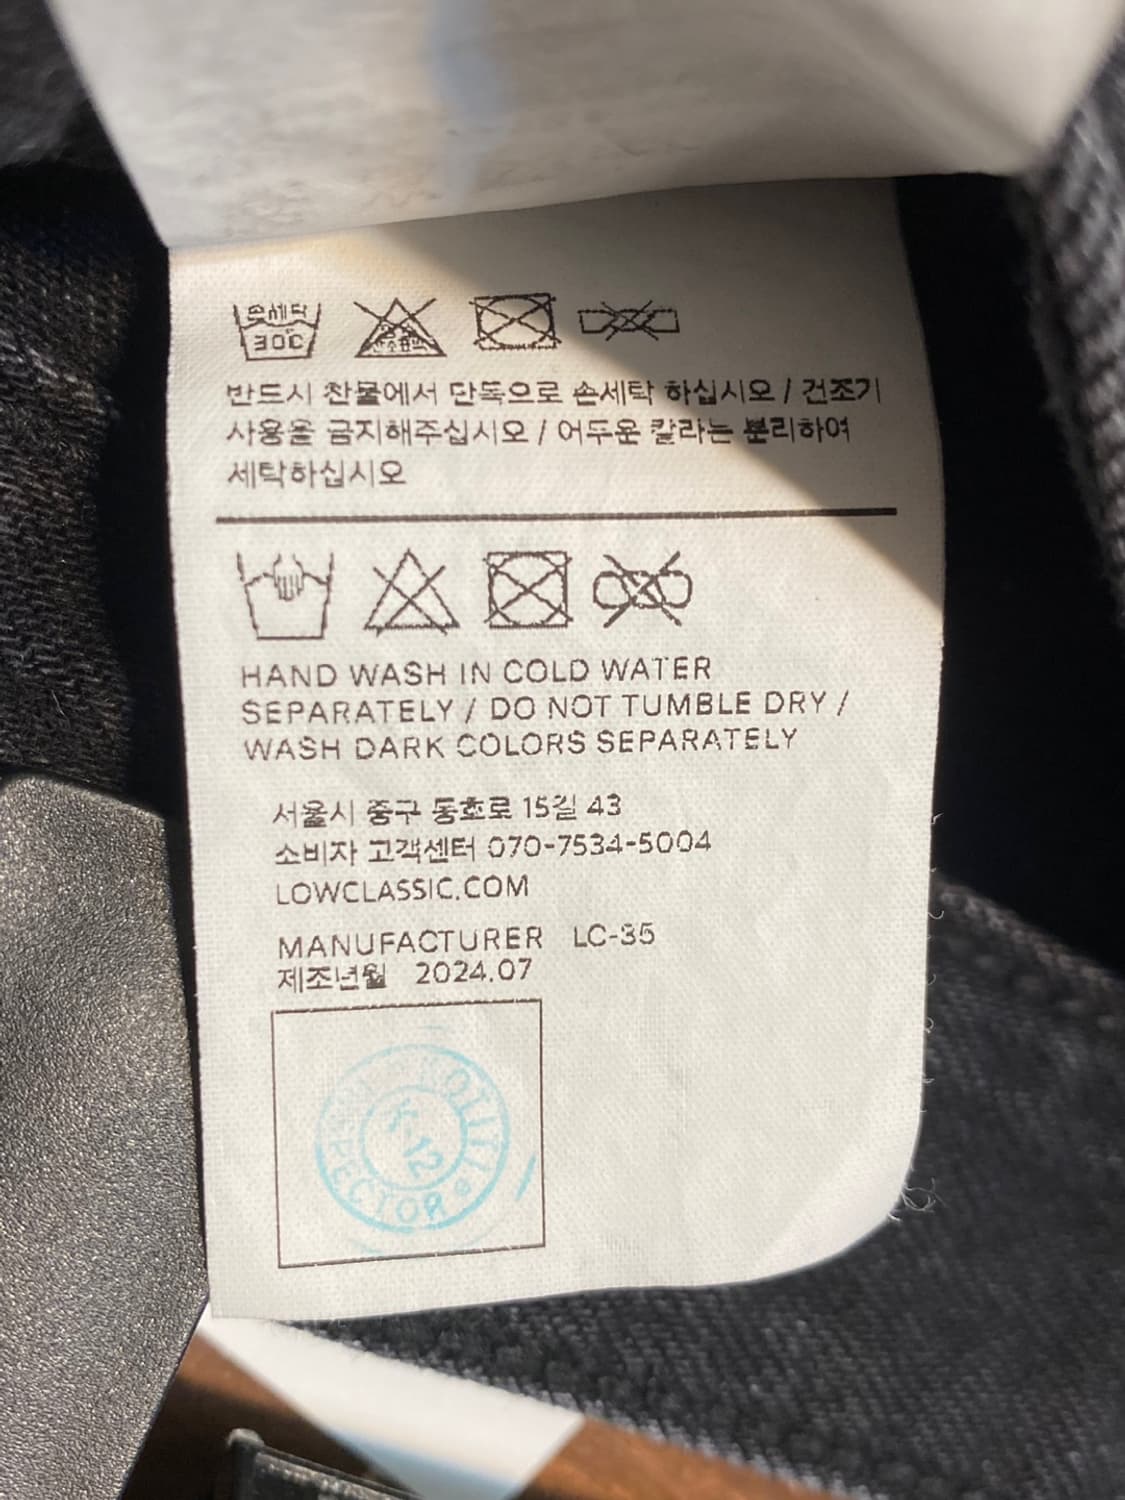 손세탁
30C
반드시 찬물에서 단독으로 손세탁 하십시오 / 건조기
사용을 금지해주십시오 / 어두운 칼라는 분리하여
세탁하십시오
HAND WASH IN COLD WATER
SEPARATELY / DO NOT TUMBLE DRY /
WASH DARK COLORS SEPARATELY
서울시 중구 동호로 15길 43
소비자 고객센터 070-7534-5004
LOWCLASSIC.COM
MANUFACTURER LC-35
제조년월 2024.07
KOTITI
INSPECTOR
K-12